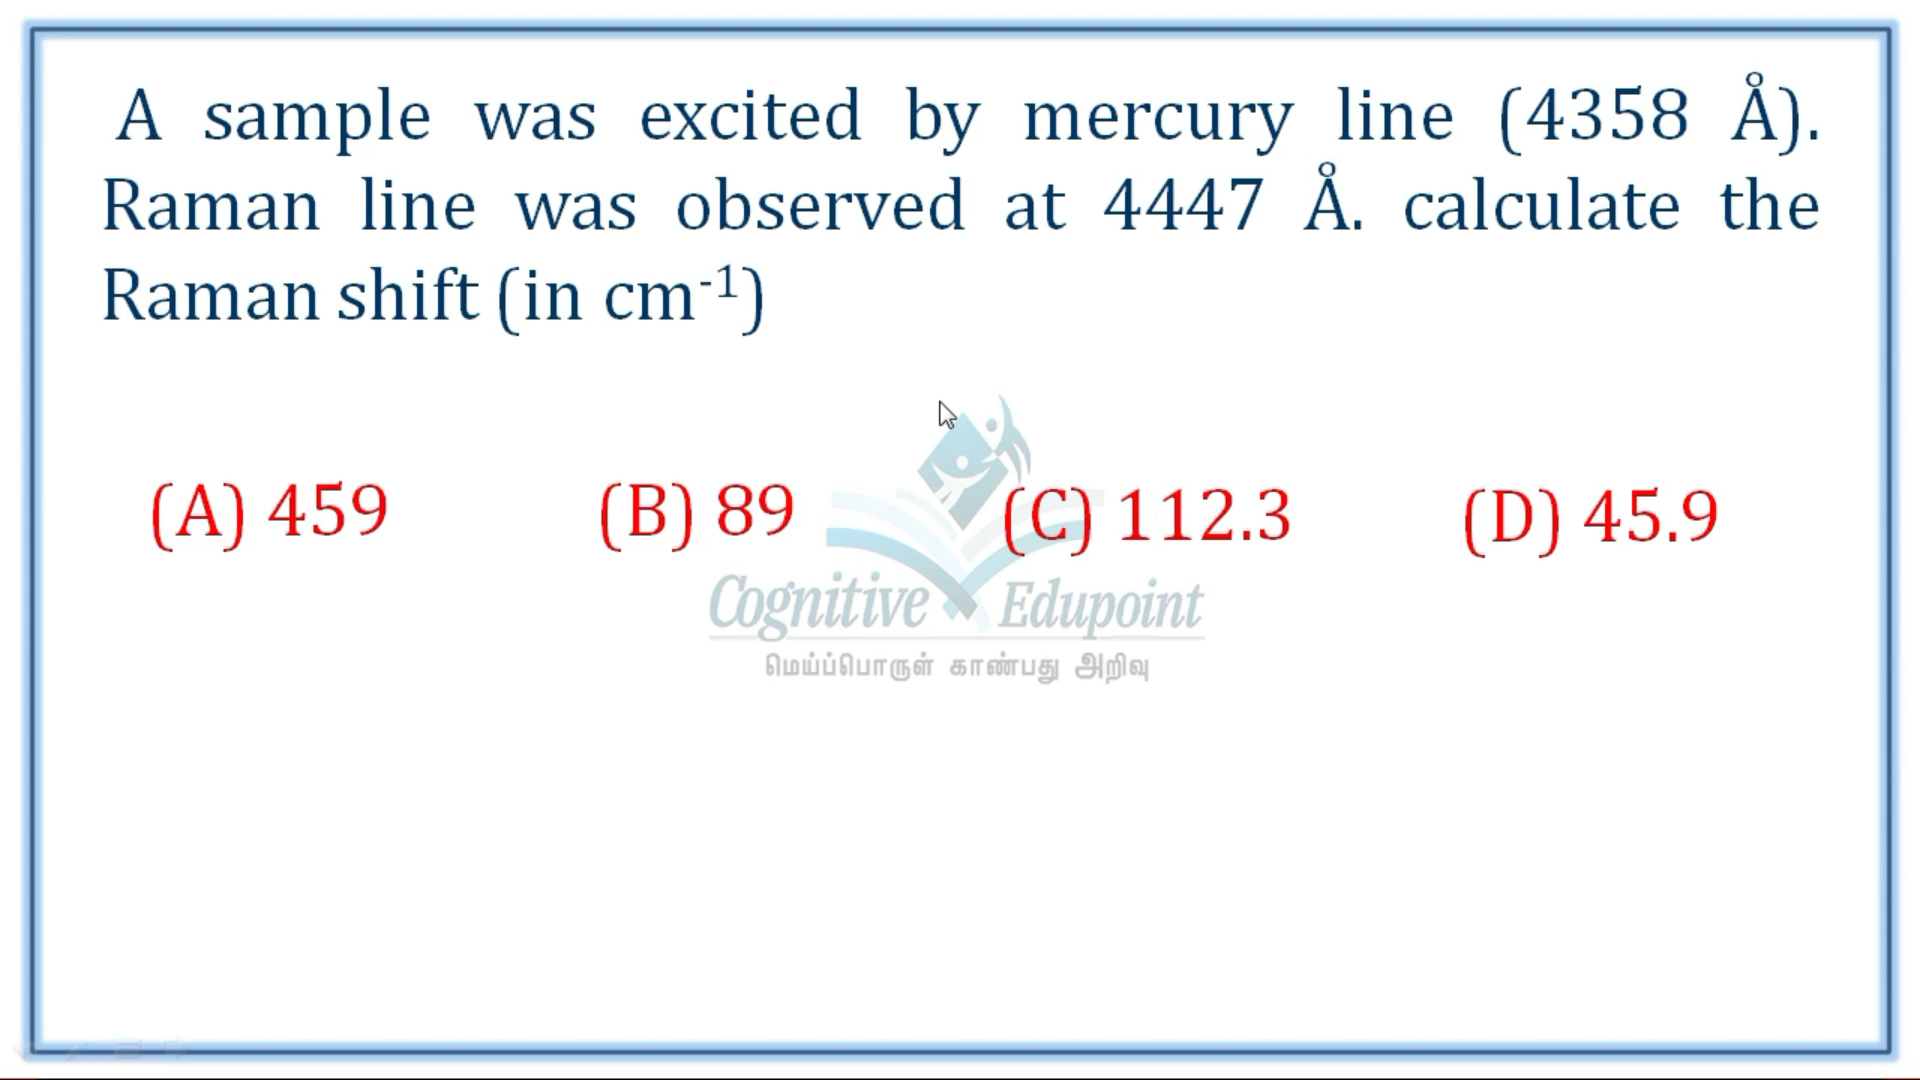 A sample was excited by mercury line (4358 Å).
Raman line was observed at 4447 Å. calculate the
Raman shift (in cm⁻¹)
(A) 459 (B) 89 (C) 112.3 (D) 45.9
Cognitive Edupoint
மெய்ப்பொருள் காண்பது அறிவு